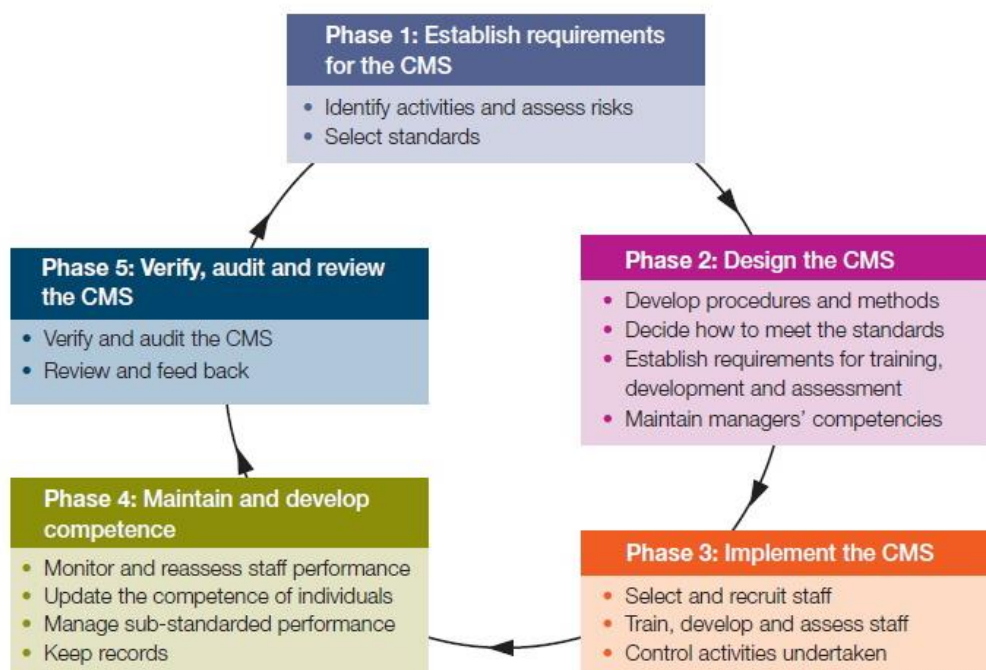 Phase 1: Establish requirements
for the CMS
• Identify activities and assess risks
• Select standards
Phase 2: Design the CMS
• Develop procedures and methods
• Decide how to meet the standards
• Establish requirements for training,
development and assessment
• Maintain managers’ competencies
Phase 3: Implement the CMS
• Select and recruit staff
• Train, develop and assess staff
• Control activities undertaken
Phase 4: Maintain and develop
competence
• Monitor and reassess staff performance
• Update the competence of individuals
• Manage sub-standarded performance
• Keep records
Phase 5: Verify, audit and review
the CMS
• Verify and audit the CMS
• Review and feed back